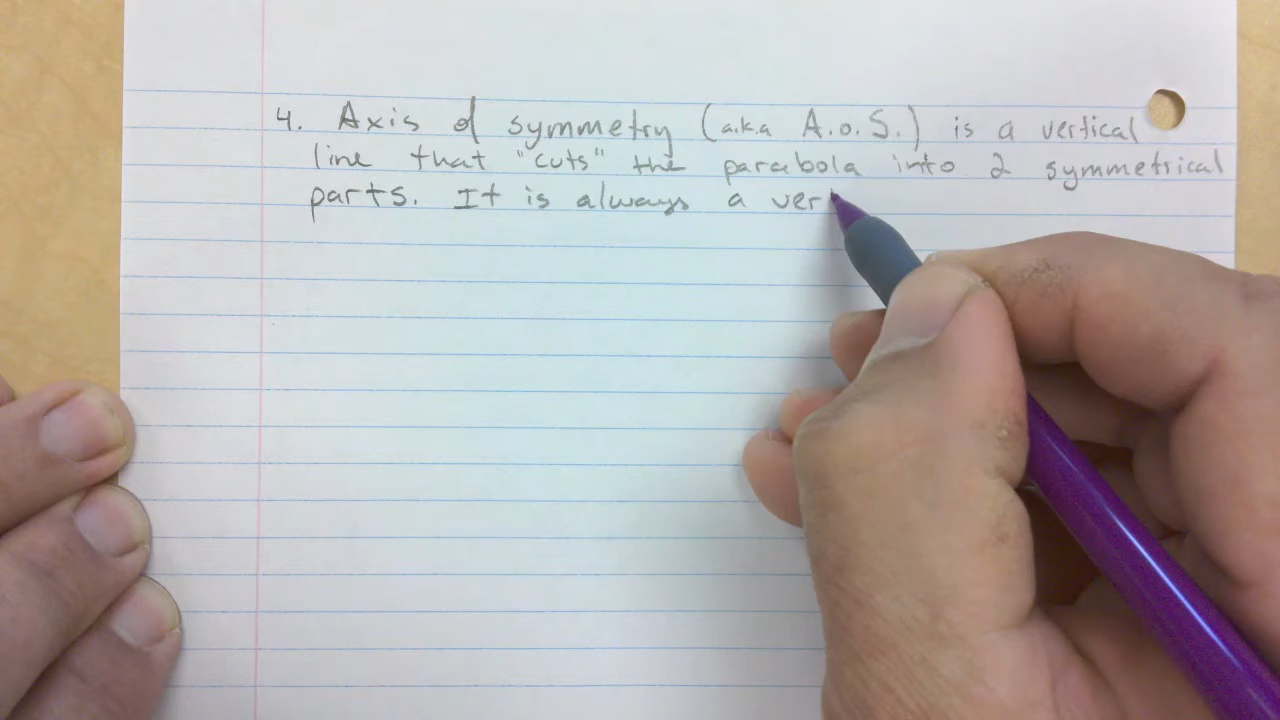 4. Axis of symmetry (a.k.a A.o.S.) is a vertical
line that "cuts" the parabola into 2 symmetrical
parts. It is always a ver